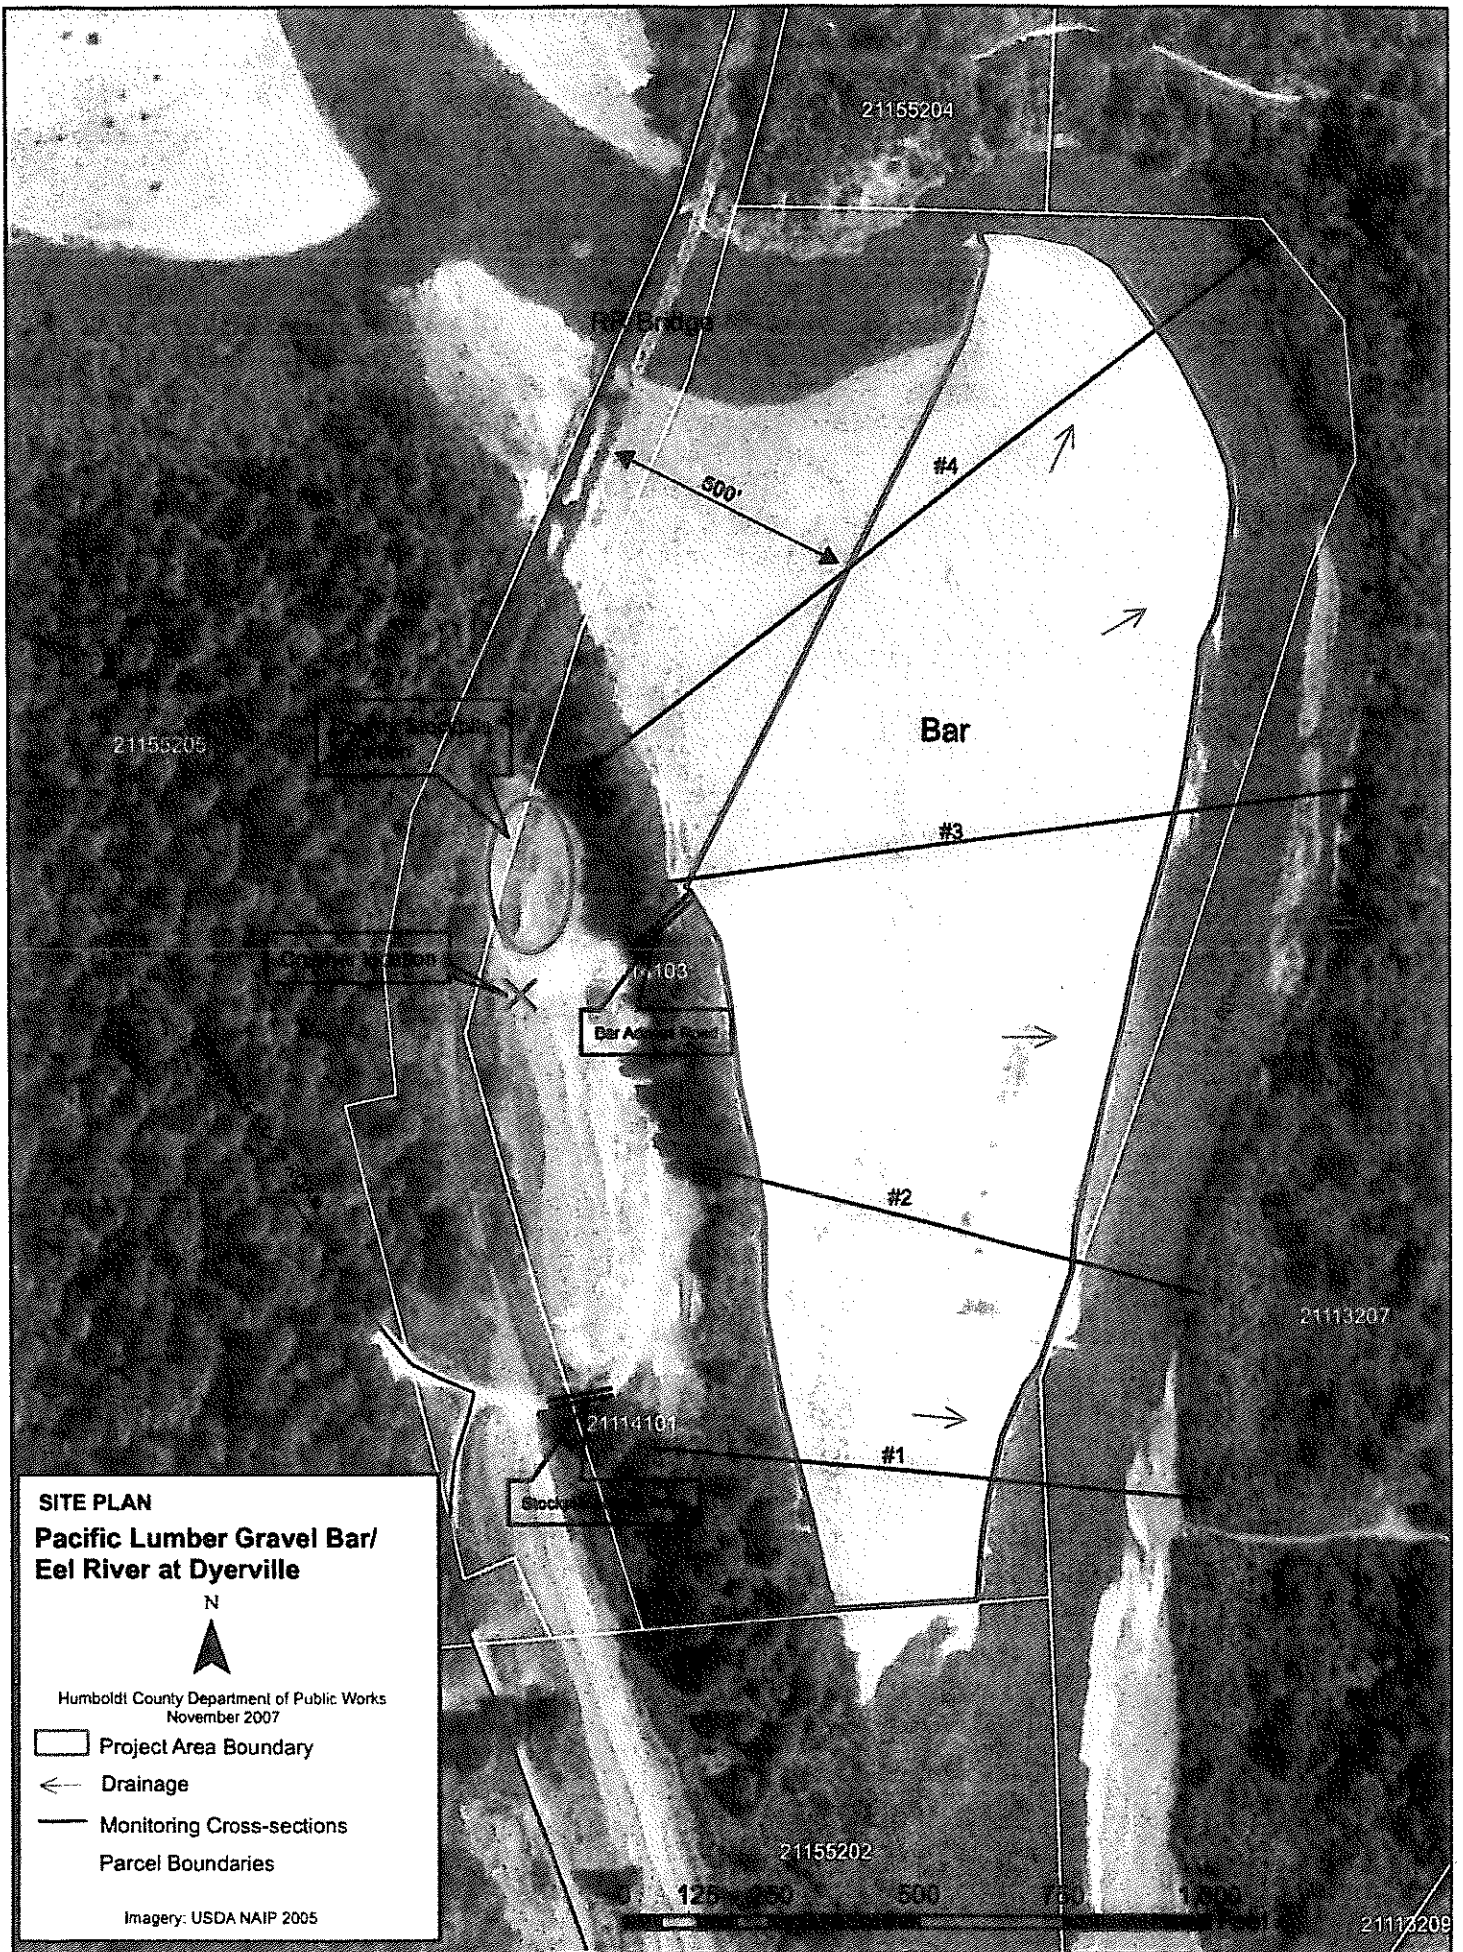 21155204
RR Bridge
#4
500'
Bar
21155205
#3
Crusher location
103
Bar Access Road
#2
21113207
21114101
#1
SITE PLAN
Pacific Lumber Gravel Bar/
Eel River at Dyerville
N
Humboldt County Department of Public Works
November 2007
Project Area Boundary
Drainage
Monitoring Cross-sections
Parcel Boundaries
Imagery: USDA NAIP 2005
21155202
0 125 250 500 750 1,000
Feet
21113209